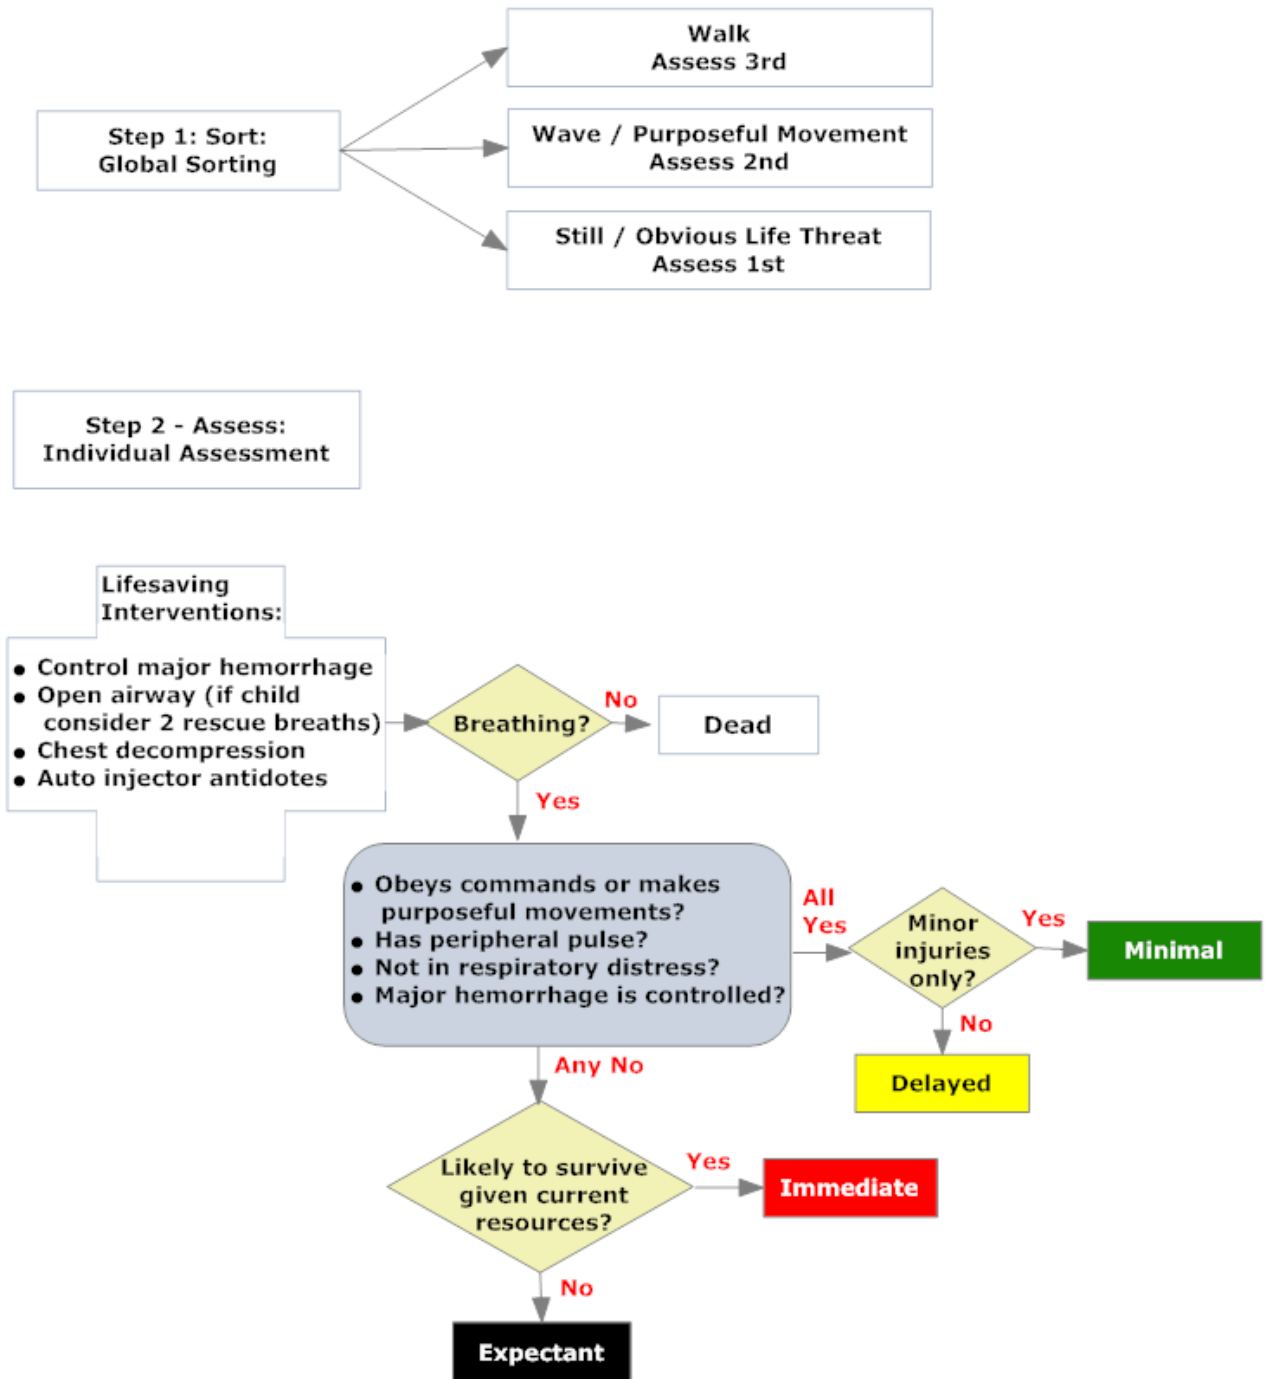 Walk
Assess 3rd
Step 1: Sort:
Global Sorting
Wave / Purposeful Movement
Assess 2nd
Still / Obvious Life Threat
Assess 1st
Step 2 - Assess:
Individual Assessment
Lifesaving
Interventions:
● Control major hemorrhage
● Open airway (if child
consider 2 rescue breaths)
● Chest decompression
● Auto injector antidotes
Breathing?
No
Dead
Yes
● Obeys commands or makes
purposeful movements?
● Has peripheral pulse?
● Not in respiratory distress?
● Major hemorrhage is controlled?
All
Yes
Minor
injuries
only?
Yes
Minimal
No
Delayed
Any No
Likely to survive
given current
resources?
Yes
Immediate
No
Expectant